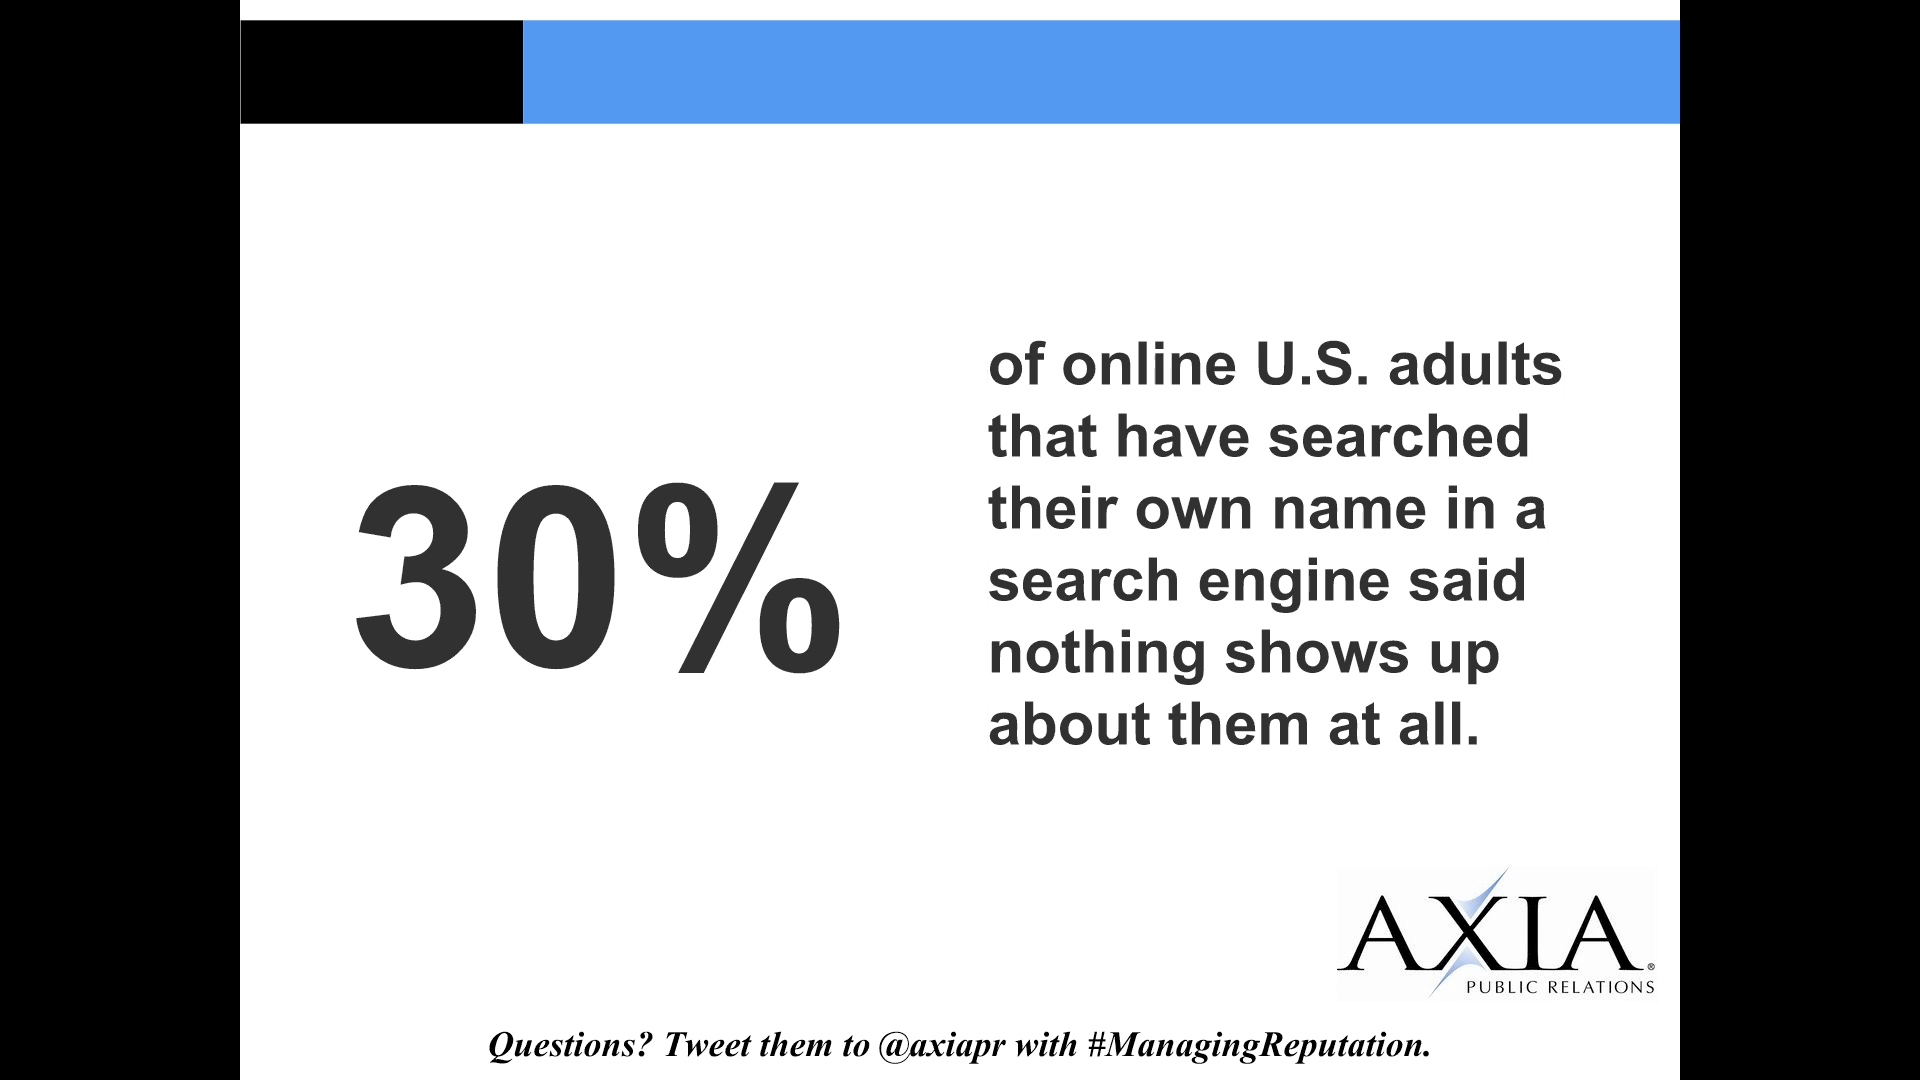 30%
of online U.S. adults
that have searched
their own name in a
search engine said
nothing shows up
about them at all.
AXIA®
PUBLIC RELATIONS
Questions? Tweet them to @axiapr with #ManagingReputation.